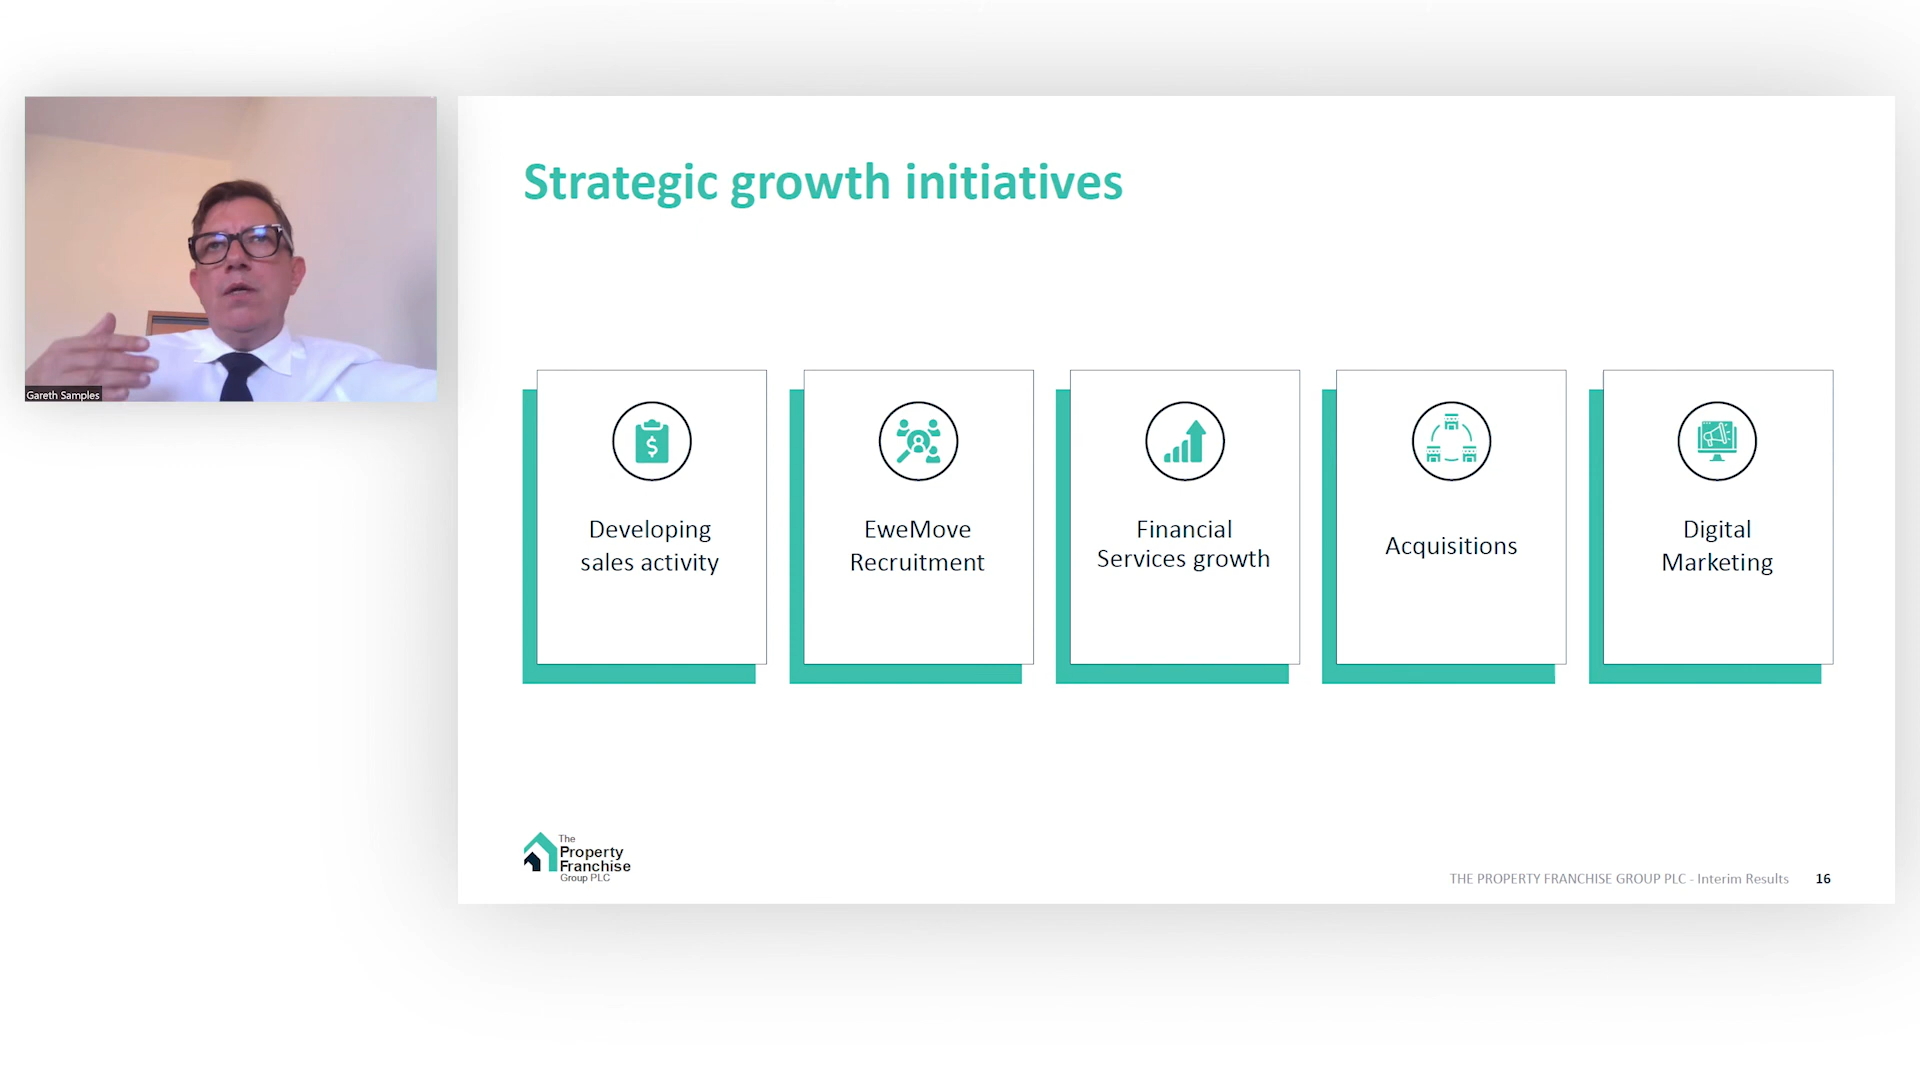 Gareth Samples
Strategic growth initiatives
$
Developing
sales activity
EweMove
Recruitment
Financial
Services growth
Acquisitions
Digital
Marketing
The
Property
Franchise
Group PLC
THE PROPERTY FRANCHISE GROUP PLC - Interim Results 16